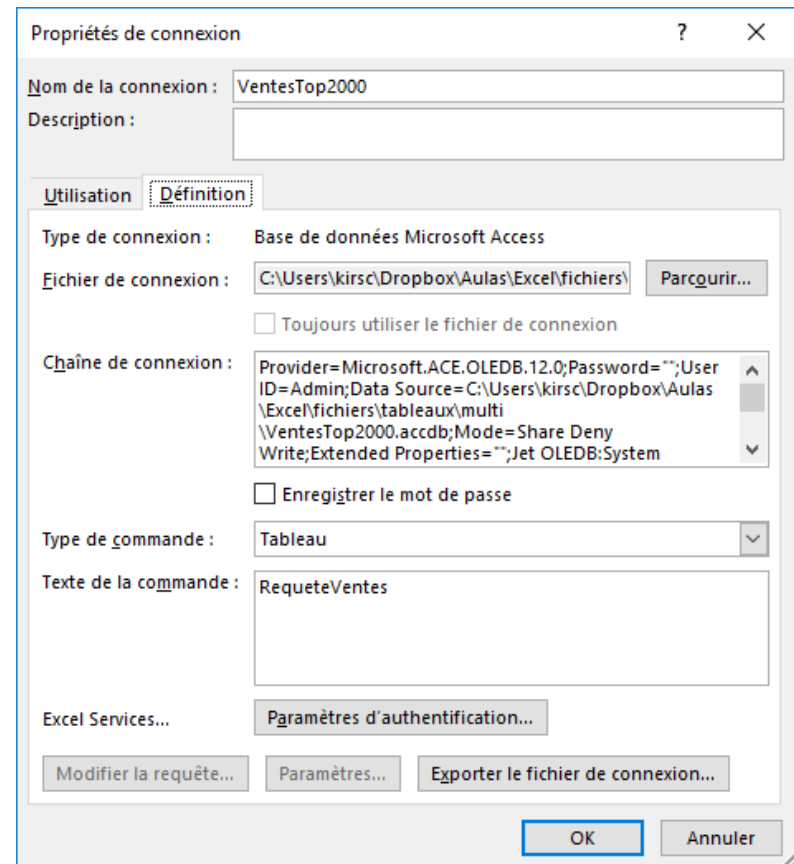 Propriétés de connexion ?
Nom de la connexion : VentesTop2000
Description :
Utilisation Définition
Type de connexion : Base de données Microsoft Access
Fichier de connexion : C:\Users\kirsc\Dropbox\Aulas\Excel\fichiers\ Parcourir...
Toujours utiliser le fichier de connexion
Chaîne de connexion : Provider=Microsoft.ACE.OLEDB.12.0;Password="";User
ID=Admin;Data Source=C:\Users\kirsc\Dropbox\Aulas
\Excel\fichiers\tableaux\multi
\VentesTop2000.accdb;Mode=Share Deny
Write;Extended Properties="";Jet OLEDB:System
Enregistrer le mot de passe
Type de commande : Tableau
Texte de la commande : RequeteVentes
Excel Services... Paramètres d'authentification...
Modifier la requête... Paramètres... Exporter le fichier de connexion...
OK Annuler